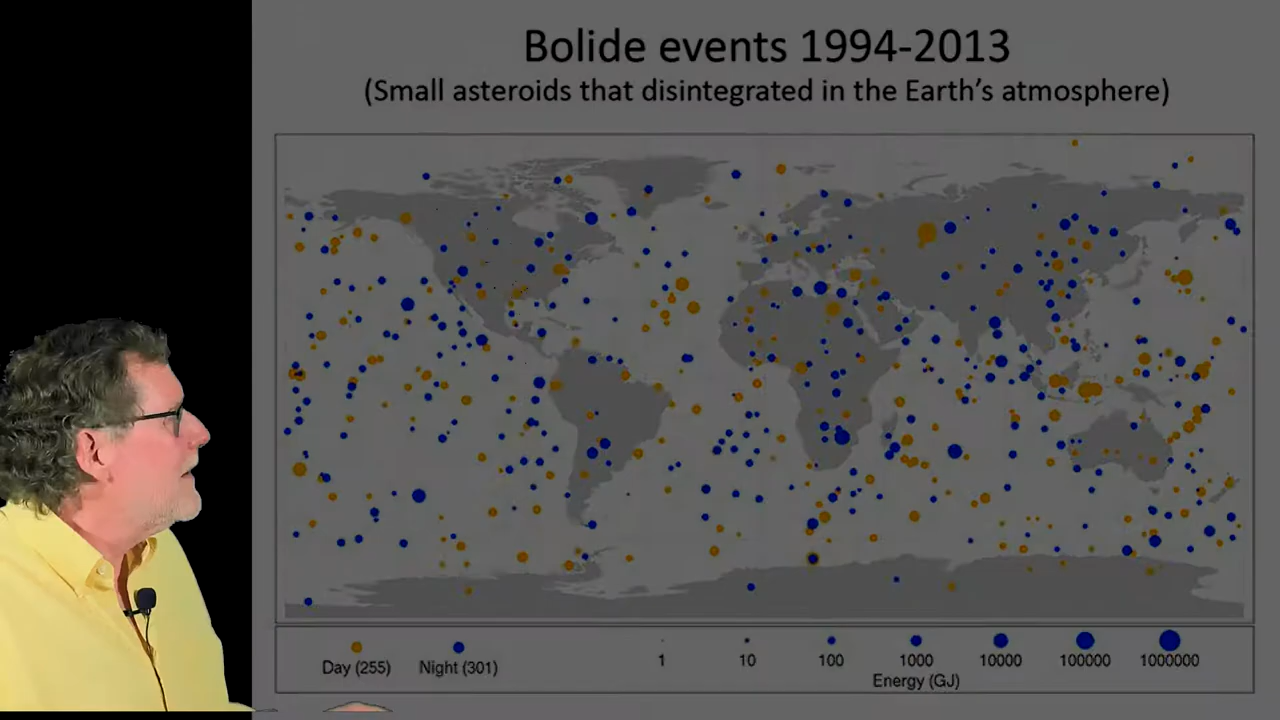 Bolide events 1994-2013
(Small asteroids that disintegrated in the Earth's atmosphere)
Day (255) Night (301) 1 10 100 1000 10000 100000 1000000
Energy (GJ)